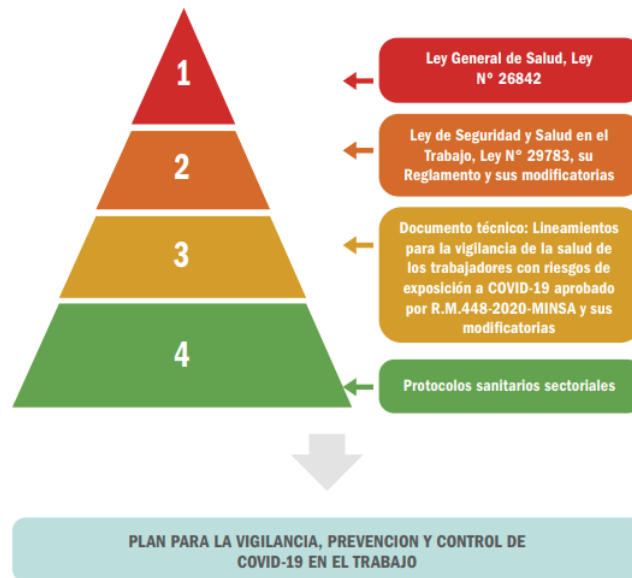 1
Ley General de Salud, Ley
N° 26842
2
Ley de Seguridad y Salud en el
Trabajo, Ley N° 29783, su
Reglamento y sus modificatorias
3
Documento técnico: Lineamientos
para la vigilancia de la salud de
los trabajadores con riesgos de
exposición a COVID-19 aprobado
por R.M.448-2020-MINSA y sus
modificatorias
4
Protocolos sanitarios sectoriales
PLAN PARA LA VIGILANCIA, PREVENCION Y CONTROL DE
COVID-19 EN EL TRABAJO